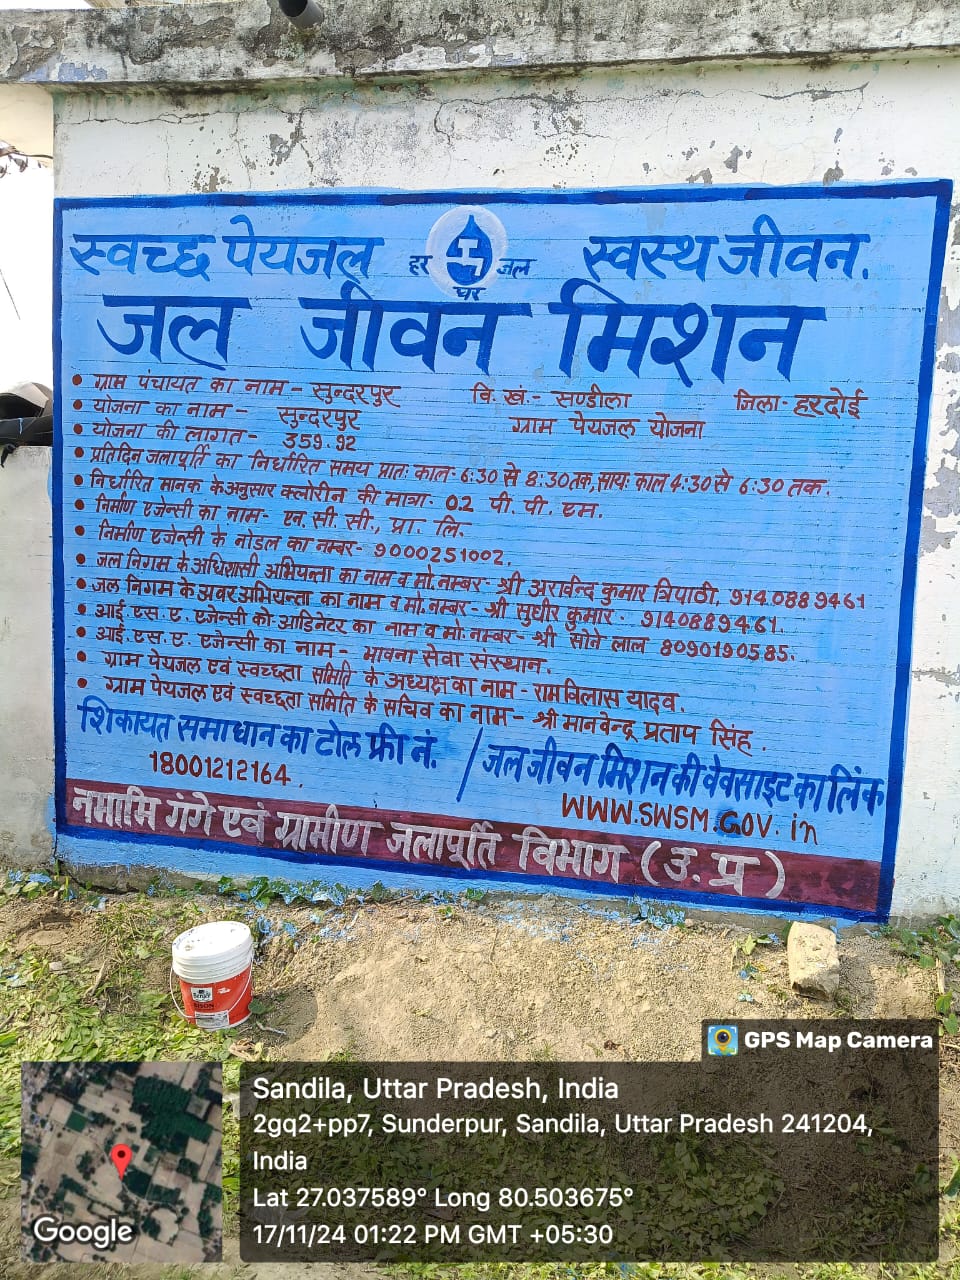 स्वच्छ पेयजल हर घर जल स्वस्थ जीवन.
जल जीवन मिशन
• ग्राम पंचायत का नाम - सुन्दरपुर वि. खं.- सण्डीला जिला- हरदोई
• योजना का नाम - सुन्दरपुर ग्राम पेयजल योजना
• योजना की लागत - 359.92
• प्रतिदिन जलापूर्ति का निर्धारित समय प्रातः काल- 6:30 से 8:30 तक, सायः काल 4:30 से 6:30 तक.
• निर्धारित मानक के अनुसार क्लोरीन की मात्रा- 0.2 पी. पी. एम.
• निर्माण एजेन्सी का नाम- एन. सी. सी., प्रा. लि.
• निर्माण एजेन्सी के नोडल का नम्बर- 9000251002.
• जल निगम के अधिशासी अभियन्ता का नाम व मो. नम्बर- श्री अरविन्द कुमार त्रिपाठी, 9140889461
• जल निगम के अवर अभियन्ता का नाम व मो. नम्बर- श्री सुधीर कुमार- 9140889461.
• आई. एस. ए. एजेन्सी को-आडिनेटर का नाम व मो. नम्बर- श्री सोने लाल 8090190585.
• आई. एस. ए. एजेन्सी का नाम- भावना सेवा संस्थान.
• ग्राम पेयजल एवं स्वच्छता समिति के अध्यक्ष का नाम - रामविलास यादव.
• ग्राम पेयजल एवं स्वच्छता समिति के सचिव का नाम- श्री मानवेन्द्र प्रताप सिंह.
शिकायत समाधान का टोल फ्री नं. / जल जीवन मिशन की वेवसाइट का लिंक
18001212164. WWW.SWSM.GOV.in
नमामि गंगे एवं ग्रामीण जलापूर्ति विभाग (उ. प्र)
Berger
BISON
GPS Map Camera
Sandila, Uttar Pradesh, India
2gq2+pp7, Sunderpur, Sandila, Uttar Pradesh 241204,
India
Lat 27.037589° Long 80.503675°
17/11/24 01:22 PM GMT +05:30
Google